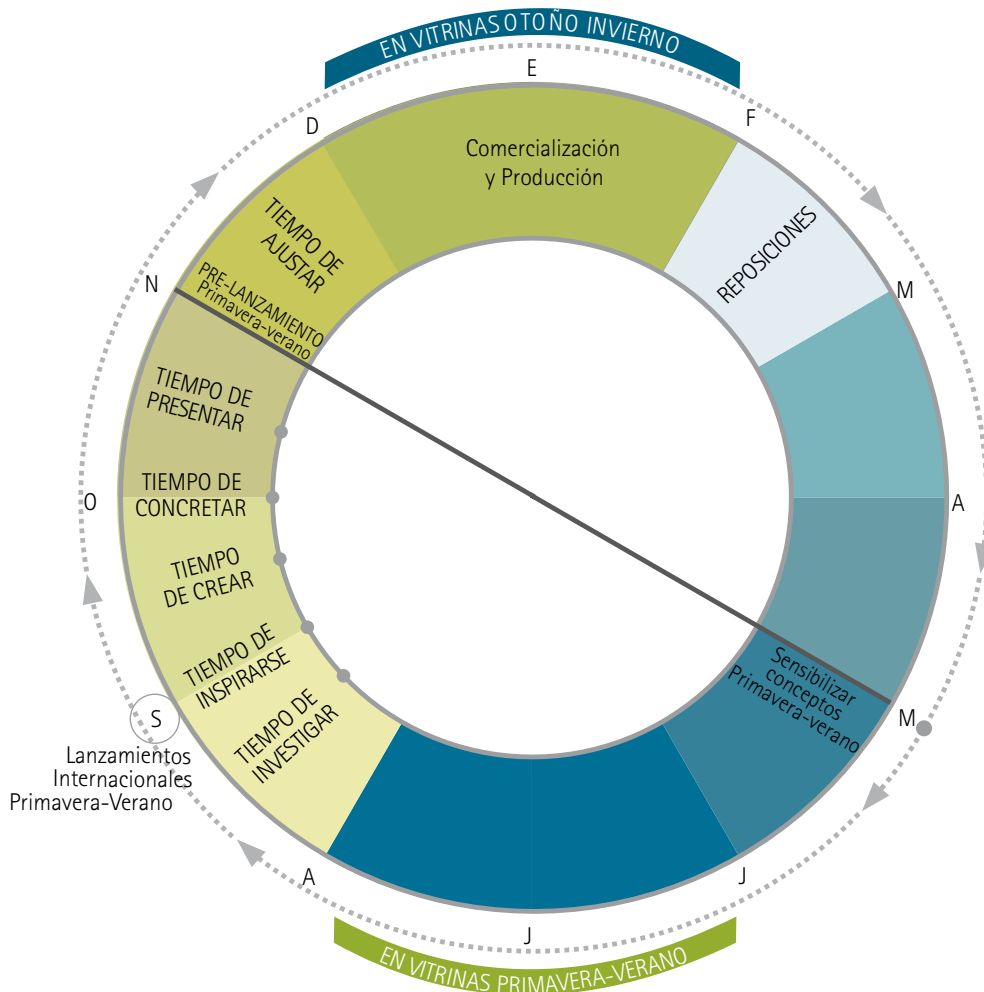 EN VITRINAS OTOÑO INVIERNO
E
D
F
Comercialización
y Producción
TIEMPO DE
AJUSTAR
REPOSICIONES
N
M
PRE-LANZAMIENTO
Primavera-verano
TIEMPO DE
PRESENTAR
O
TIEMPO DE
CONCRETAR
A
TIEMPO
DE CREAR
TIEMPO DE
INSPIRARSE
Sensibilizar
conceptos
Primavera-verano
S
M
TIEMPO DE
INVESTIGAR
Lanzamientos
Internacionales
Primavera-Verano
A
J
J
EN VITRINAS PRIMAVERA-VERANO